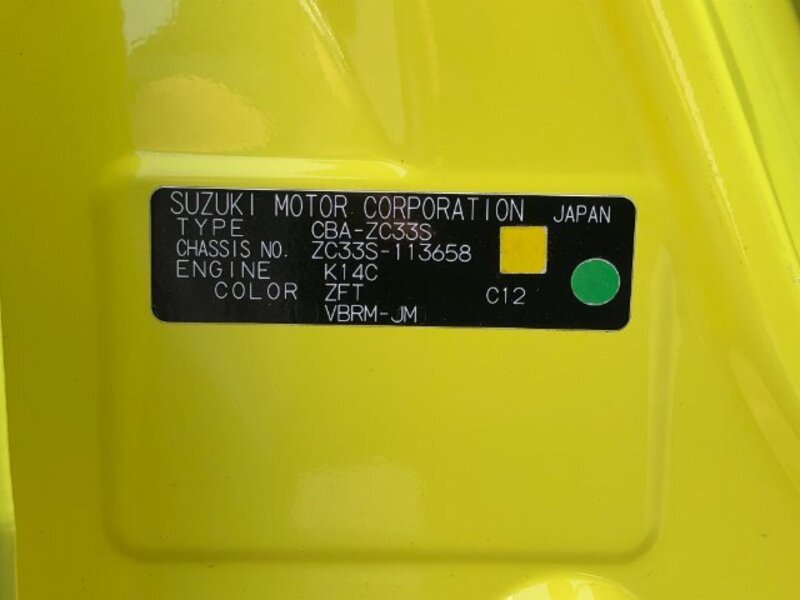 SUZUKI MOTOR CORPORATION JAPAN
TYPE CBA-ZC33S
CHASSIS NO. ZC33S-113658
ENGINE K14C
COLOR ZFT C12
VBRM-JM